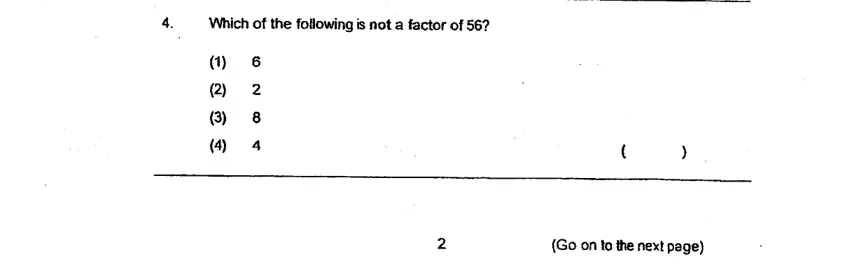 4. Which of the following is not a factor of 56?
(1) 6
(2) 2
(3) 8
(4) 4 ( )
2 (Go on to the next page)